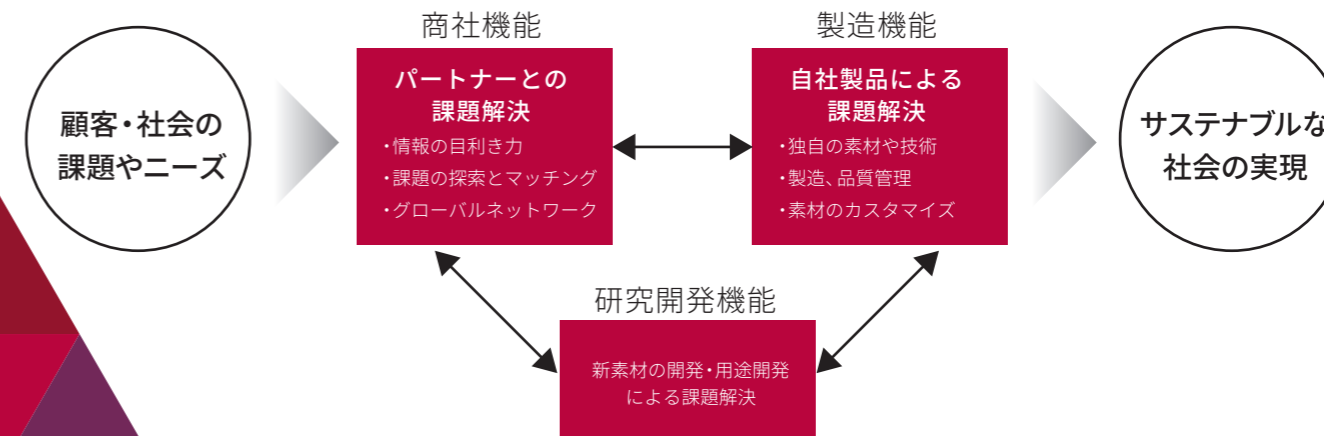 顧客・社会の
課題やニーズ
商社機能
パートナーとの
課題解決
・情報の目利き力
・課題の探索とマッチング
・グローバルネットワーク
製造機能
自社製品による
課題解決
・独自の素材や技術
・製造、品質管理
・素材のカスタマイズ
研究開発機能
新素材の開発・用途開発
による課題解決
サステナブルな
社会の実現